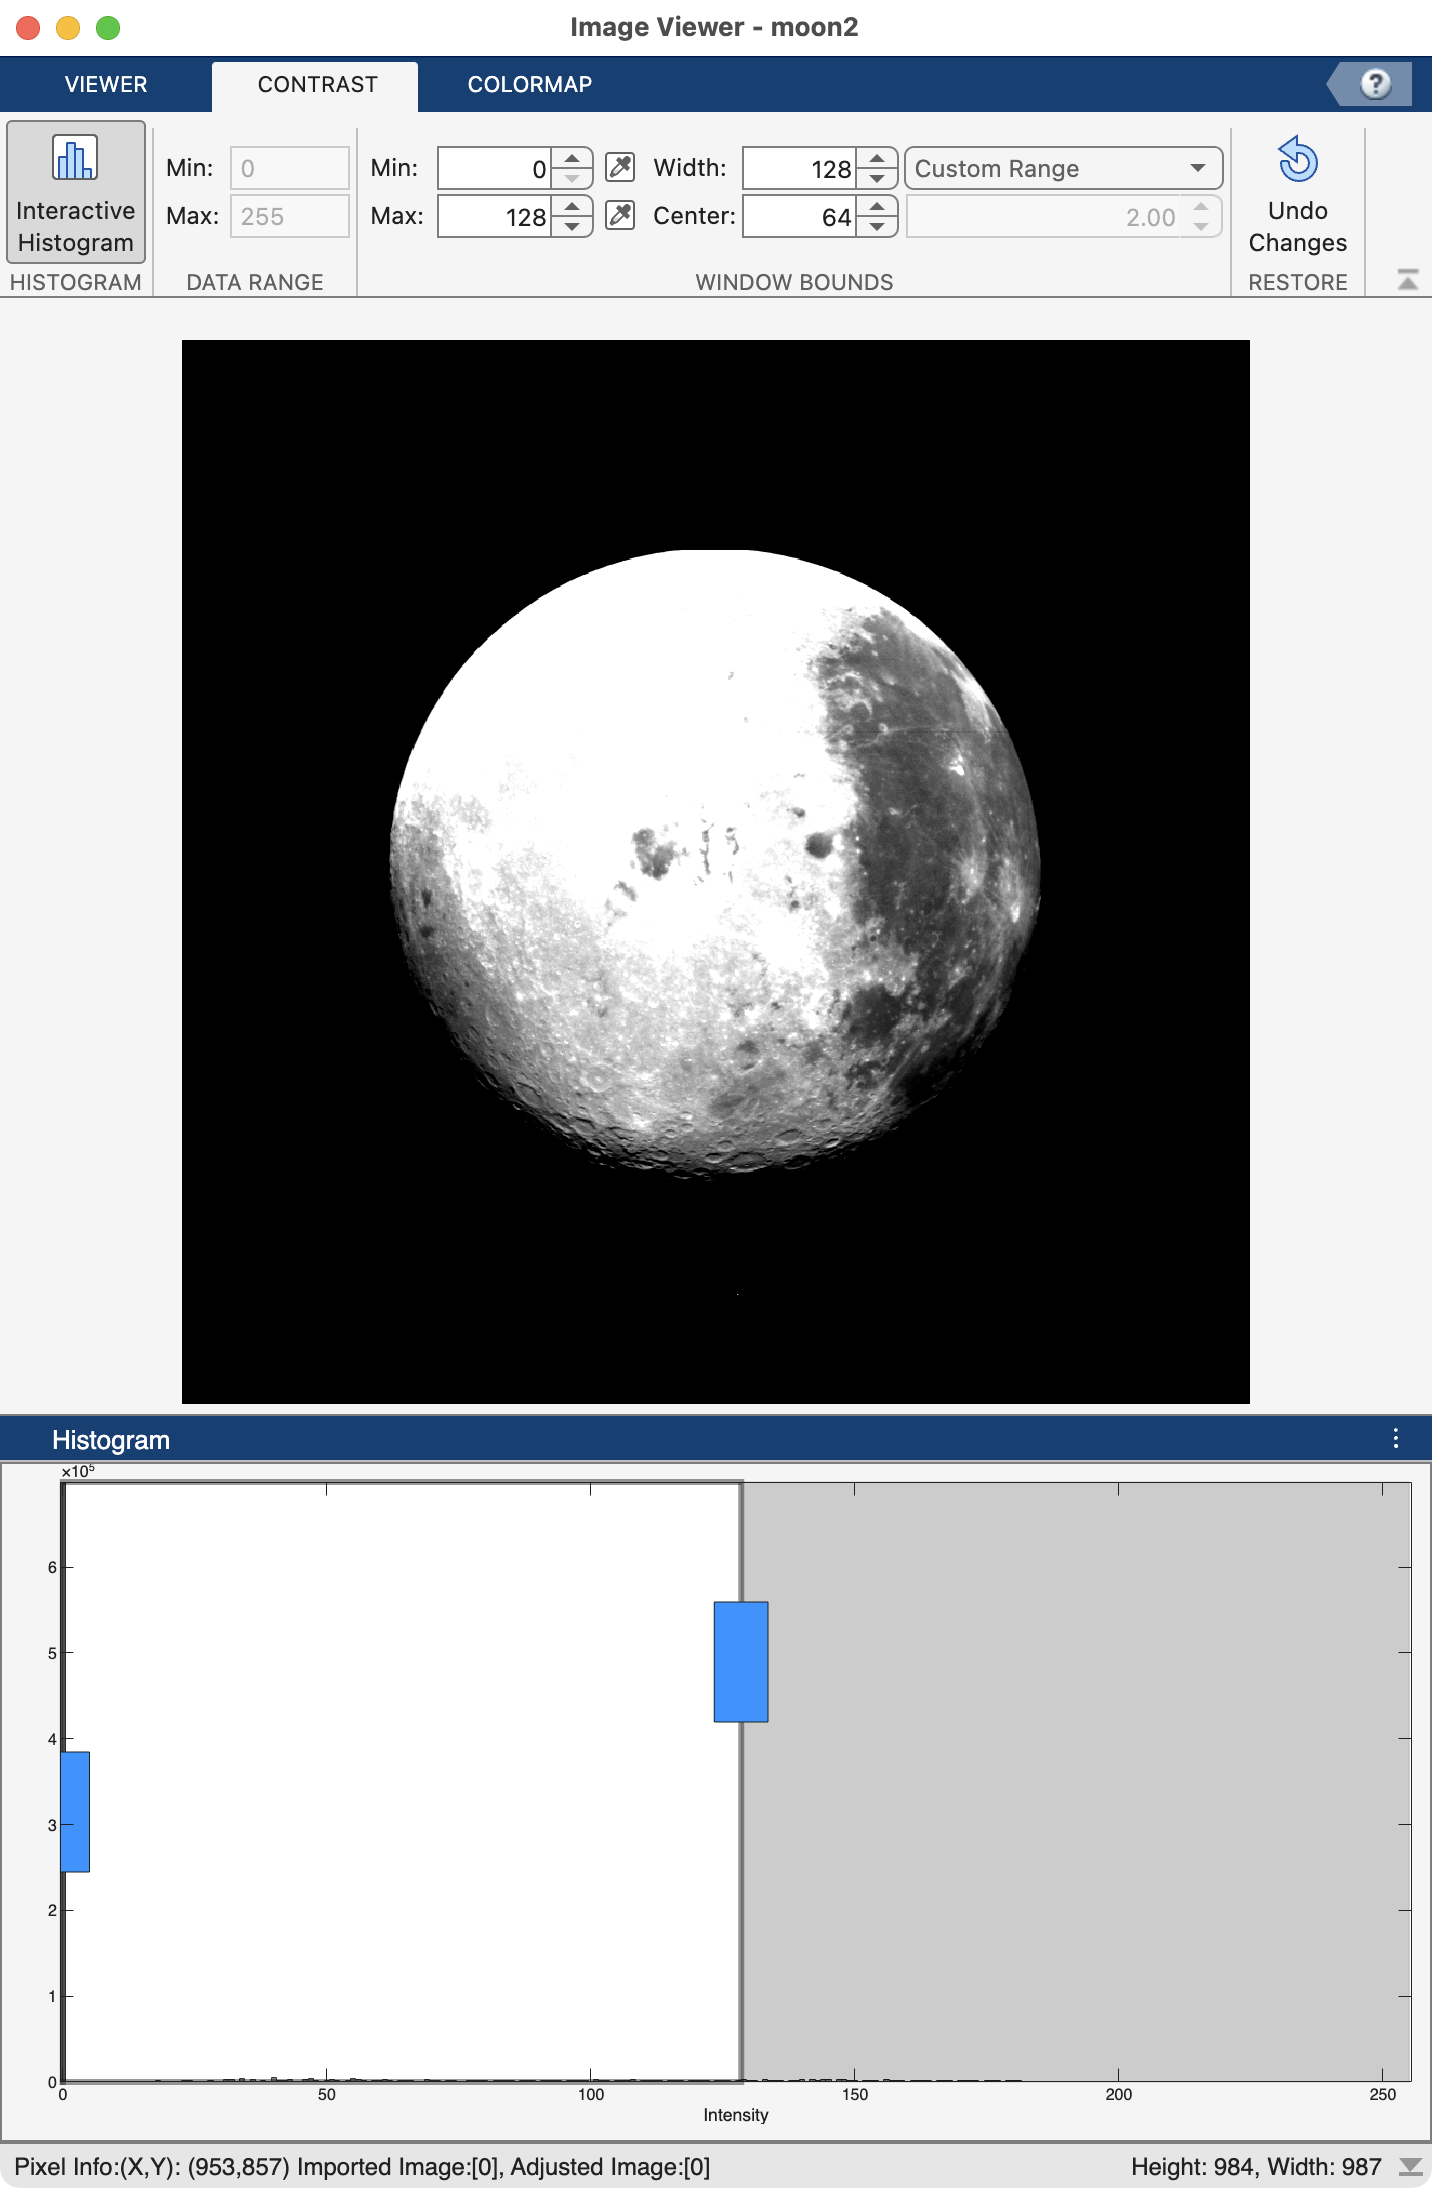 Image Viewer - moon2
VIEWER CONTRAST COLORMAP ?
Min: 0 Min: 0 Width: 128 Custom Range
Max: 255 Max: 128 Center: 64 2.00
Interactive
Histogram
Undo
Changes
HISTOGRAM DATA RANGE WINDOW BOUNDS RESTORE
Histogram
×10⁵
6
5
4
3
2
1
0
0 50 100 150 200 250
Intensity
Pixel Info:(X,Y): (953,857) Imported Image:[0], Adjusted Image:[0] Height: 984, Width: 987